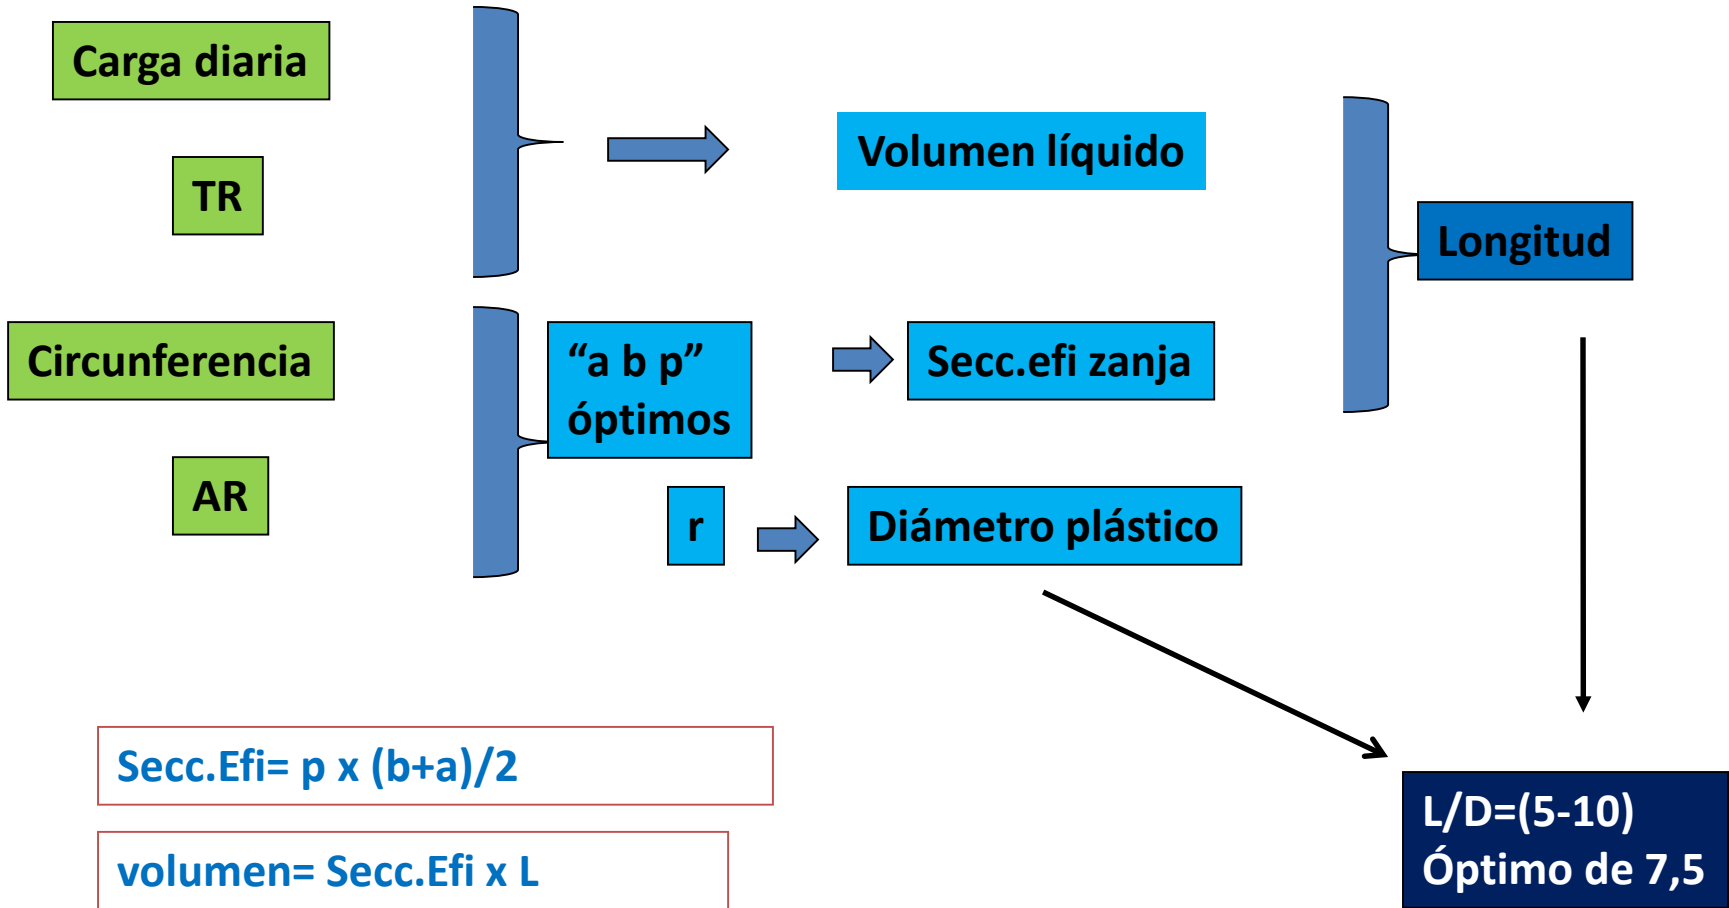 Carga diaria
TR
Volumen líquido
Longitud
Circunferencia
AR
“a b p”
óptimos
Secc.efi zanja
r
Diámetro plástico
Secc.Efi= p x (b+a)/2
volumen= Secc.Efi x L
L/D=(5-10)
Óptimo de 7,5